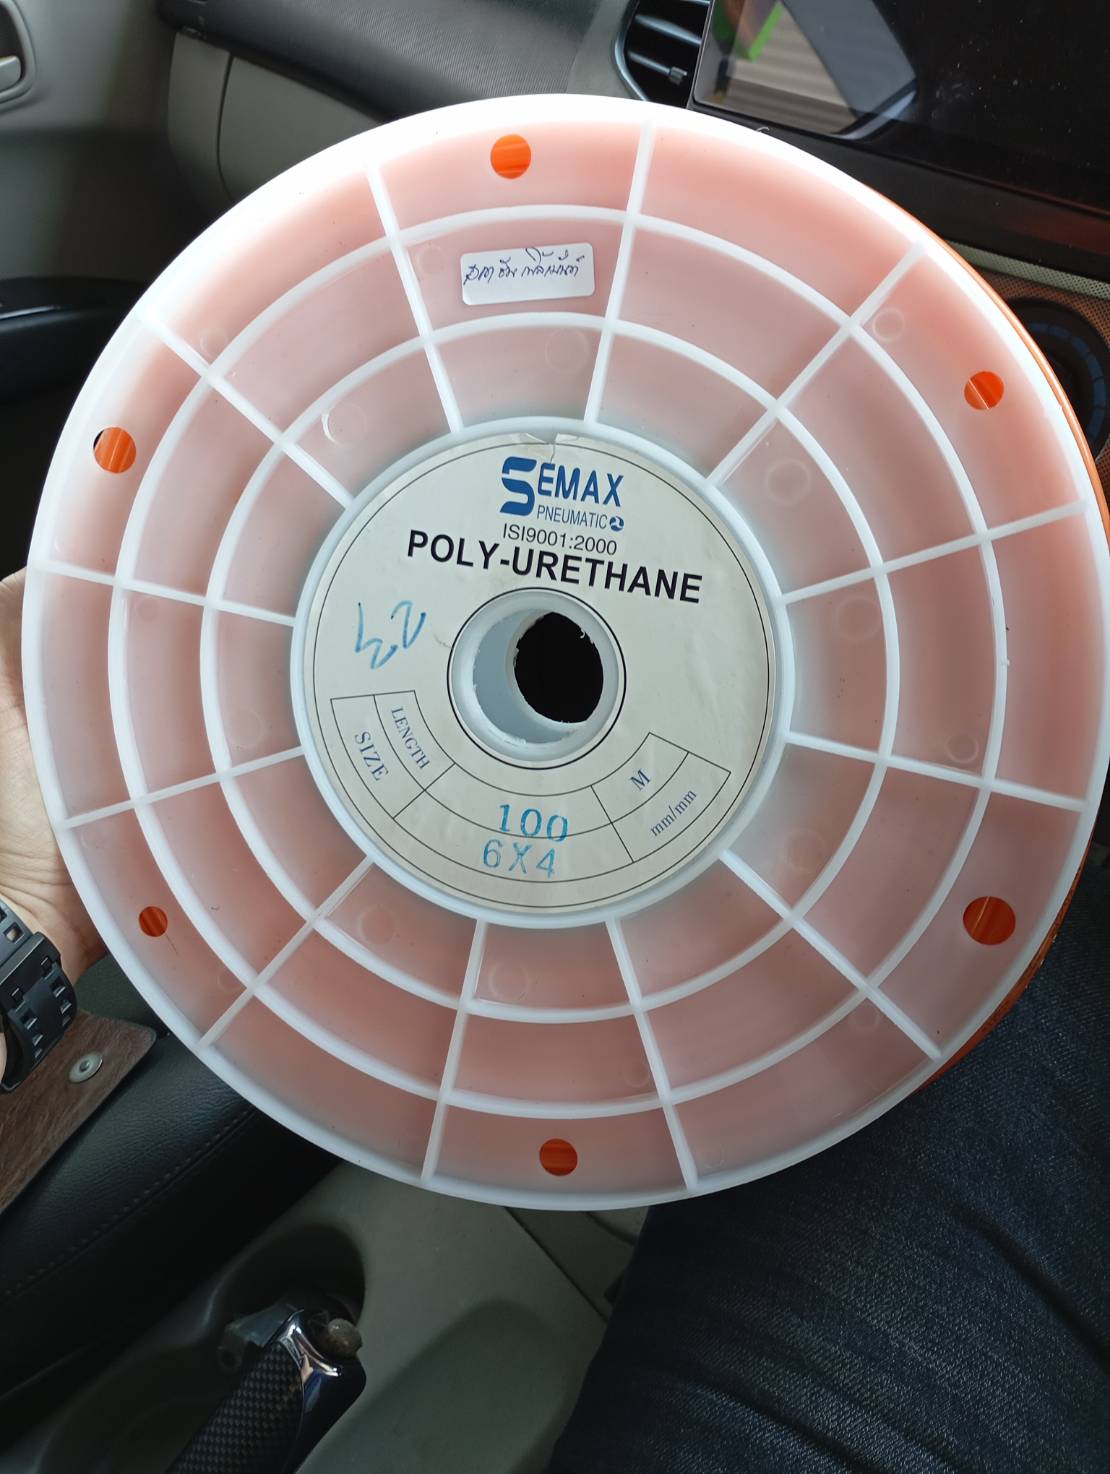 SEMAX
PNEUMATIC
ISI9001:2000
POLY-URETHANE
LENGTH
100
M
SIZE
6X4
mm/mm